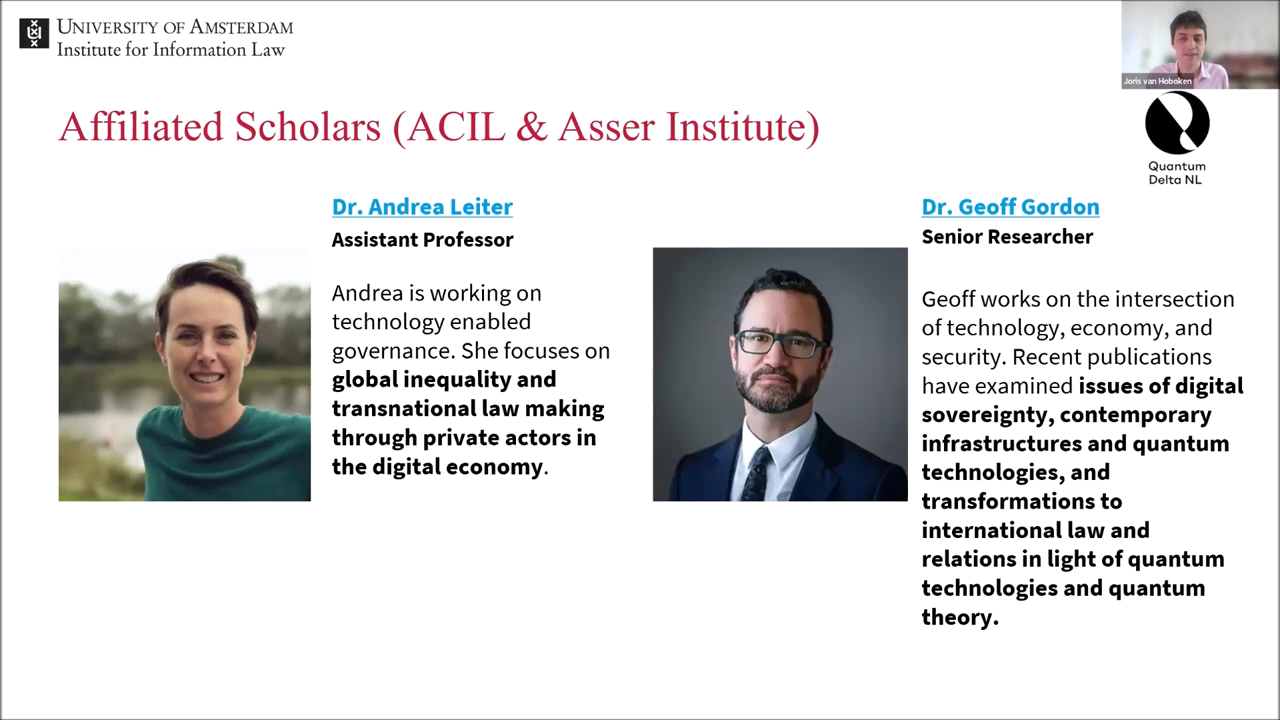 UNIVERSITY OF AMSTERDAM
Institute for Information Law
Joris van Hoboken
Affiliated Scholars (ACIL & Asser Institute)
Quantum
Delta NL
Dr. Andrea Leiter
Assistant Professor
Andrea is working on
technology enabled
governance. She focuses on
global inequality and
transnational law making
through private actors in
the digital economy.
Dr. Geoff Gordon
Senior Researcher
Geoff works on the intersection
of technology, economy, and
security. Recent publications
have examined issues of digital
sovereignty, contemporary
infrastructures and quantum
technologies, and
transformations to
international law and
relations in light of quantum
technologies and quantum
theory.